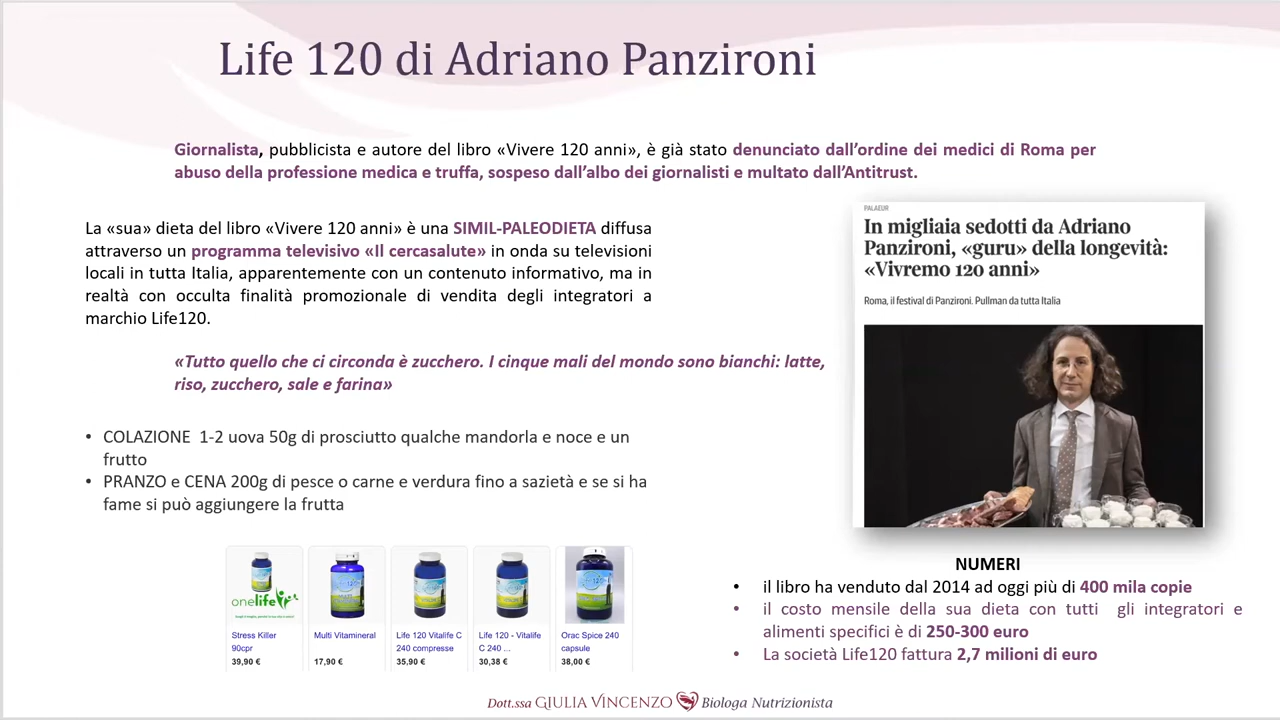 Life 120 di Adriano Panzironi
Giornalista, pubblicista e autore del libro «Vivere 120 anni», è già stato denunciato dall’ordine dei medici di Roma per
abuso della professione medica e truffa, sospeso dall’albo dei giornalisti e multato dall’Antitrust.
La «sua» dieta del libro «Vivere 120 anni» è una SIMIL-PALEODIETA diffusa
attraverso un programma televisivo «Il cercasalute» in onda su televisioni
locali in tutta Italia, apparentemente con un contenuto informativo, ma in
realtà con occulta finalità promozionale di vendita degli integratori a
marchio Life120.
«Tutto quello che ci circonda è zucchero. I cinque mali del mondo sono bianchi: latte,
riso, zucchero, sale e farina»
• COLAZIONE 1-2 uova 50g di prosciutto qualche mandorla e noce e un
frutto
• PRANZO e CENA 200g di pesce o carne e verdura fino a sazietà e se si ha
fame si può aggiungere la frutta
onelife
Stress Killer
90cpr
39,90 €
Multi Vitamineral
17,90 €
Life 120 Vitalife C
240 compresse
35,90 €
Life 120 - Vitalife
C 240 ...
30,38 €
Orac Spice 240
capsule
38,00 €
PALAEUR
In migliaia sedotti da Adriano
Panzironi, «guru» della longevità:
«Vivremo 120 anni»
Roma, il festival di Panzironi. Pullman da tutta Italia
NUMERI
• il libro ha venduto dal 2014 ad oggi più di 400 mila copie
• il costo mensile della sua dieta con tutti gli integratori e
alimenti specifici è di 250-300 euro
• La società Life120 fattura 2,7 milioni di euro
Dott.ssa GIULIA VINCENZO Biologa Nutrizionista